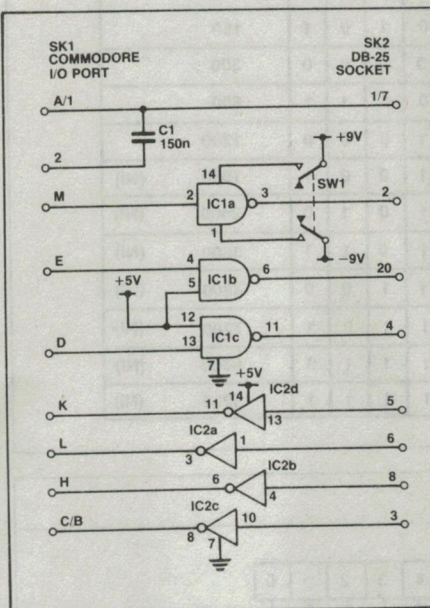 SK1
COMMODORE
I/O PORT
SK2
DB-25
SOCKET
A/1
1/7
C1
150n
+9V
2
14
SW1
M
2
IC1a
3
2
1
-9V
E
4
IC1b
6
20
+5V
5
12
IC1c
11
4
D
13
7
+5V
K
11
14
IC2d
13
5
L
IC2a
3
1
6
H
6
IC2b
4
8
C/B
IC2c
8
7
10
3